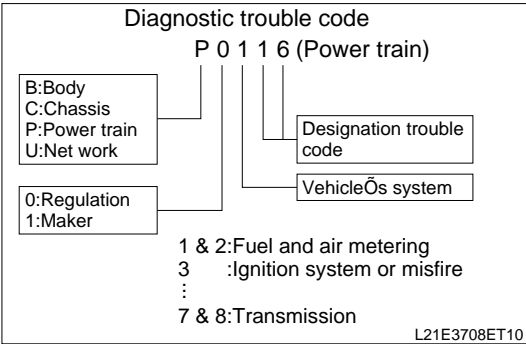 Diagnostic trouble code
P 0 1 1 6 (Power train)
B:Body
C:Chassis
P:Power train
U:Net work
Designation trouble
code
VehicleÕs system
0:Regulation
1:Maker
1 & 2:Fuel and air metering
3 :Ignition system or misfire
⋮
7 & 8:Transmission
L21E3708ET10